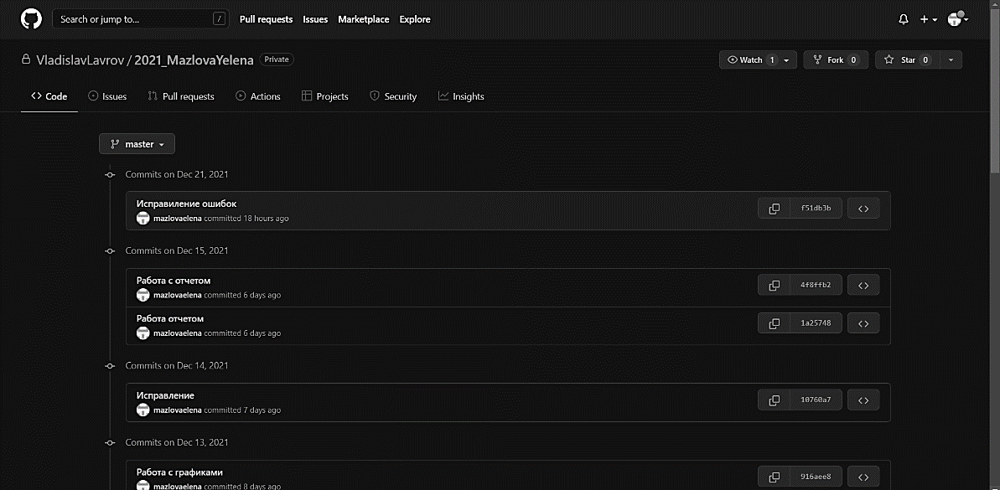 Search or jump to... /
Pull requests Issues Marketplace Explore
VladislavLavrov / 2021_MazlovaYelena Private
Watch 1 Fork 0 Star 0
Code Issues Pull requests Actions Projects Security Insights
master
Commits on Dec 21, 2021
Исправиление ошибок
mazlovaelena committed 18 hours ago
f51db3b
Commits on Dec 15, 2021
Работа с отчетом
mazlovaelena committed 6 days ago
4f8ffb2
Работа отчетом
mazlovaelena committed 6 days ago
1a25748
Commits on Dec 14, 2021
Исправление
mazlovaelena committed 7 days ago
10760a7
Commits on Dec 13, 2021
Работа с графиками
mazlovaelena committed 8 days ago
916aee8